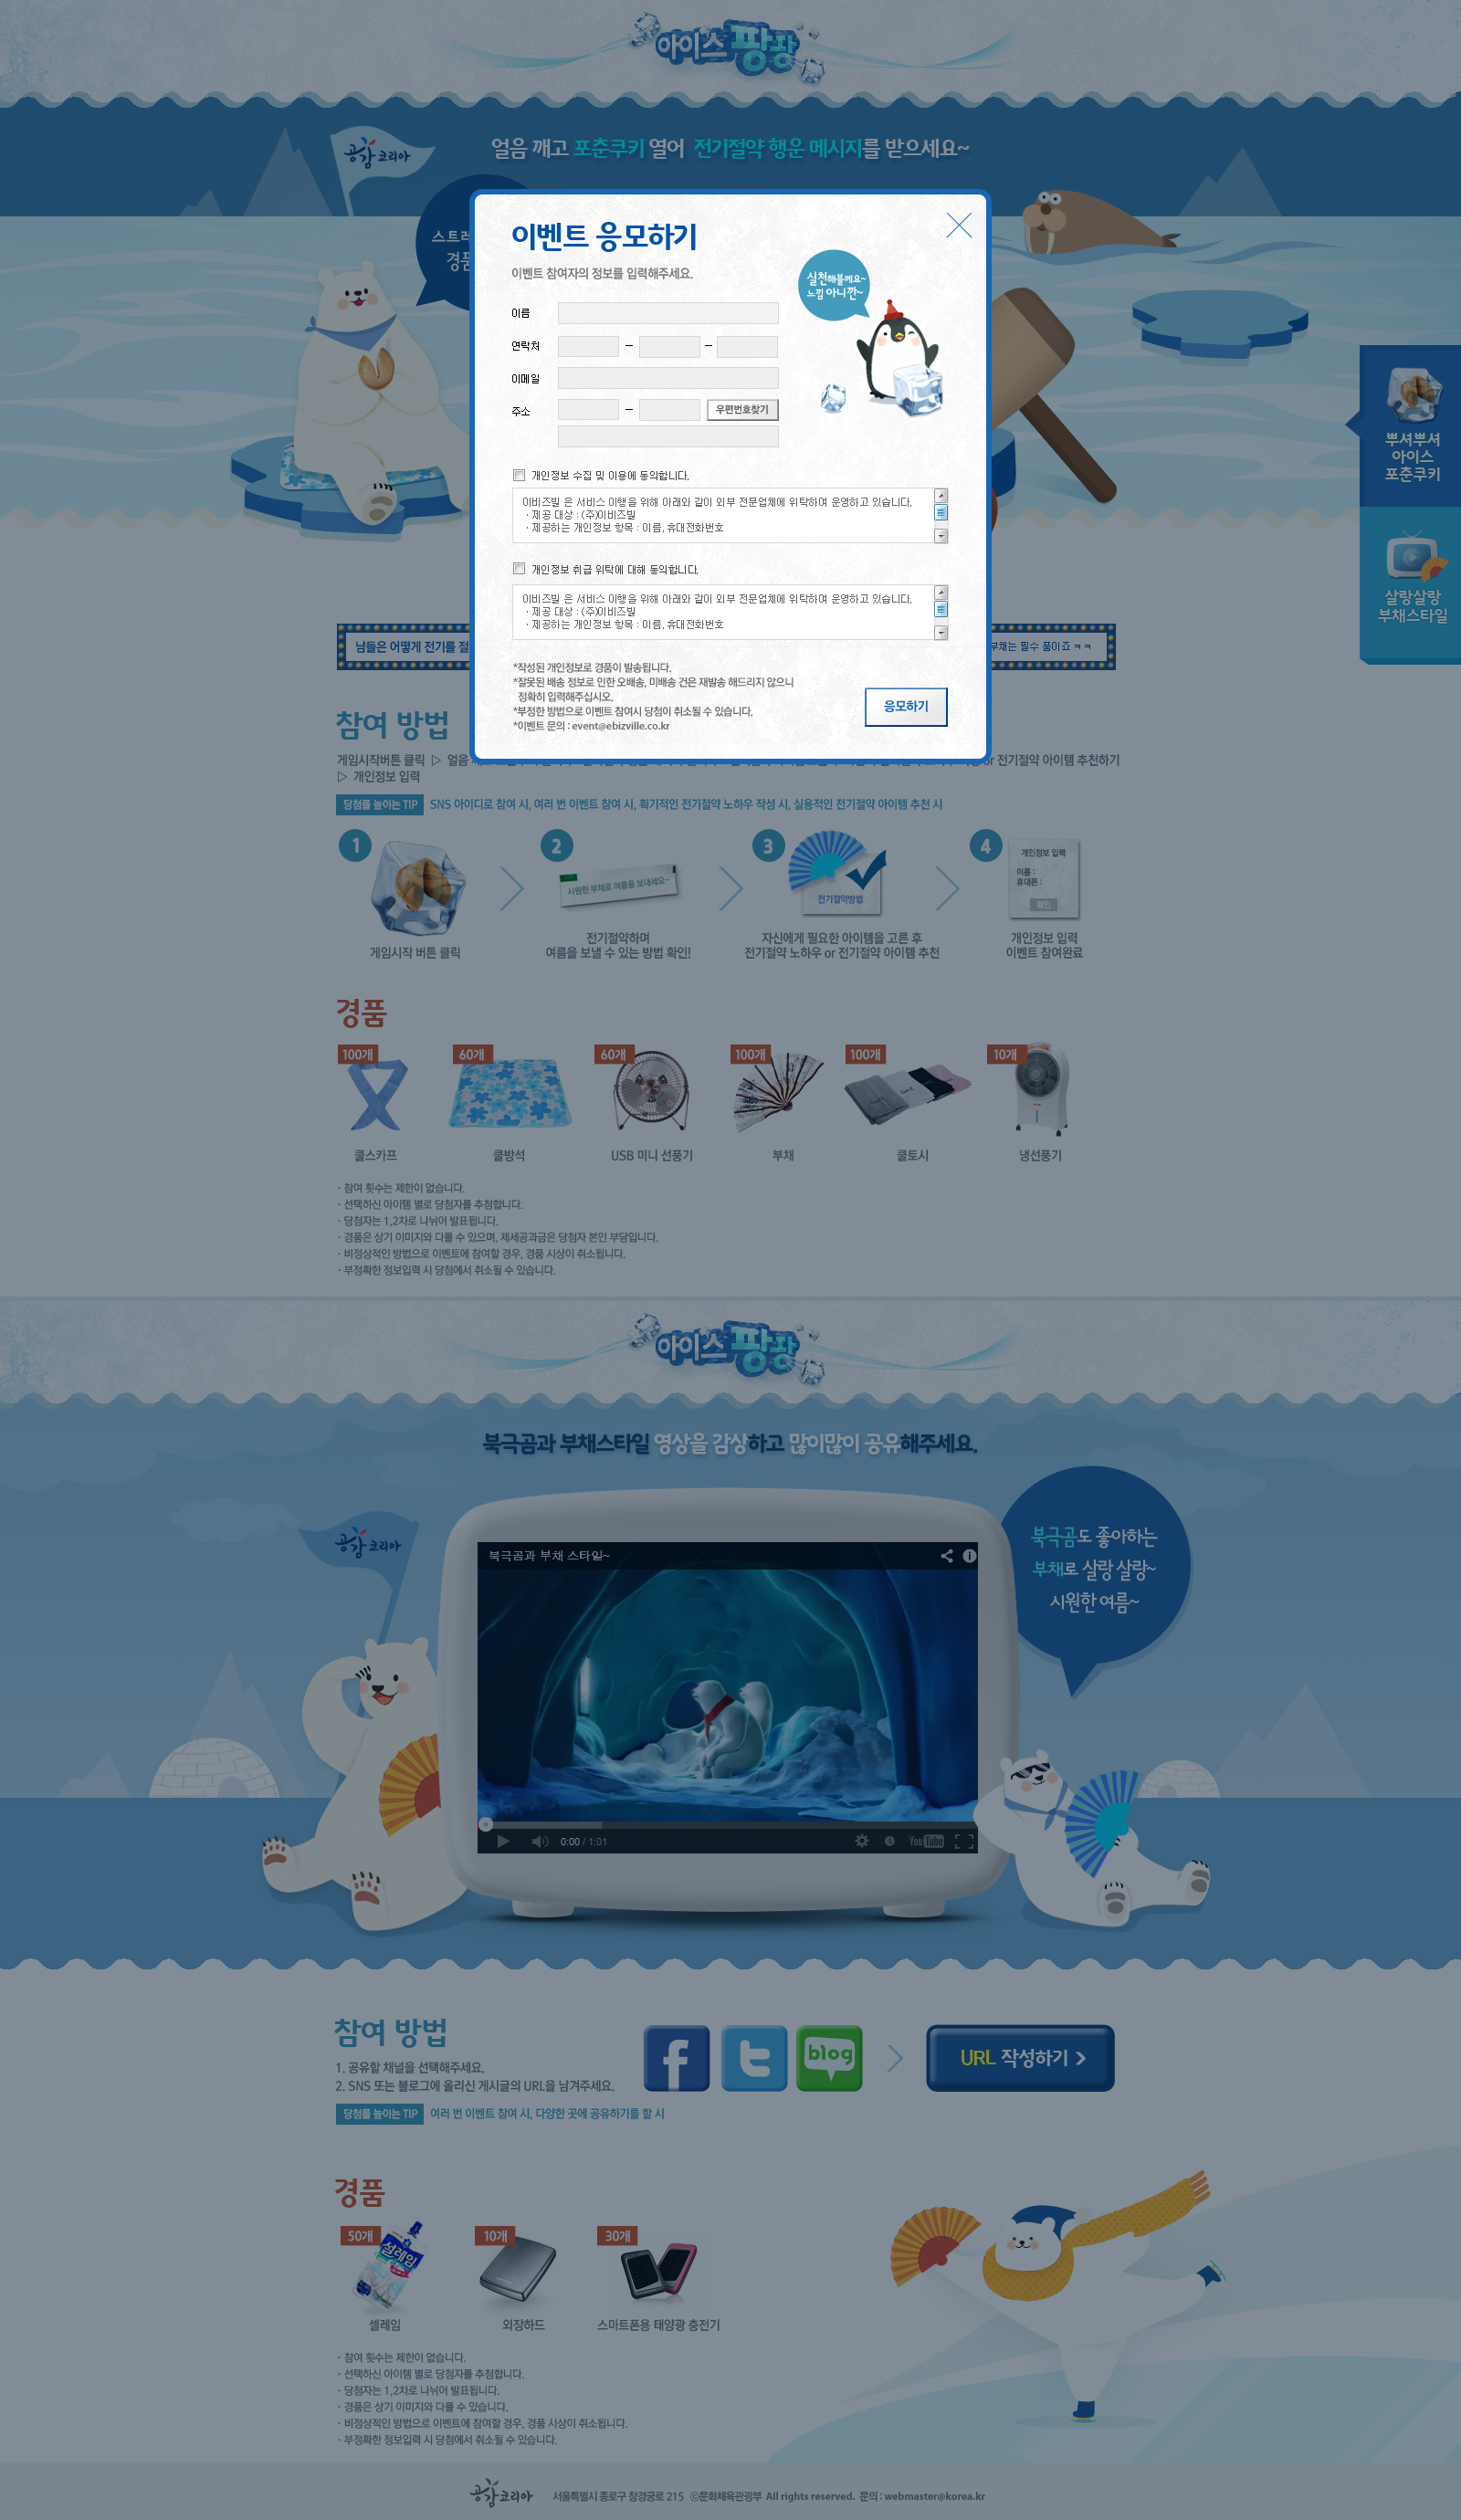 아이스 팡팡
얼음 깨고 포춘쿠키 열어 전기절약 행운 메시지를 받으세요~
공감코리아
스트레
경품
이벤트 응모하기
이벤트 참여자의 정보를 입력해주세요.
실천해볼께요~
느낌 아니깐~
이름
연락처 - -
이메일
주소 - 우편번호찾기
개인정보 수집 및 이용에 동의합니다.
이비즈빌 은 서비스 이행을 위해 아래와 같이 외부 전문업체에 위탁하여 운영하고 있습니다.
· 제공 대상 : (주)이비즈빌
· 제공하는 개인정보 항목 : 이름, 휴대전화번호
개인정보 취급 위탁에 대해 동의합니다.
이비즈빌 은 서비스 이행을 위해 아래와 같이 외부 전문업체에 위탁하여 운영하고 있습니다.
· 제공 대상 : (주)이비즈빌
· 제공하는 개인정보 항목 : 이름, 휴대전화번호
*작성된 개인정보로 경품이 발송됩니다.
*잘못된 배송 정보로 인한 오배송, 미배송 건은 재발송 해드리지 않으니
정확히 입력해주십시오.
*부정한 방법으로 이벤트 참여시 당첨이 취소될 수 있습니다.
*이벤트 문의 : event@ebizville.co.kr
응모하기
뿌셔뿌셔
아이스
포춘쿠키
살랑살랑
부채스타일
남들은 어떻게 전기를 절
부채는 필수 품이죠 ㅋㅋ
참여 방법
게임시작버튼 클릭 ▷ 얼음
or 전기절약 아이템 추천하기
▷ 개인정보 입력
당첨률 높이는 TIP SNS 아이디로 참여 시, 여러 번 이벤트 참여 시, 획기적인 전기절약 노하우 작성 시, 실용적인 전기절약 아이템 추천 시
1 2 3 4
시원한 부채로 여름을 보내세요~
전기절약방법
개인정보 입력
이름 :
휴대폰 :
확인
게임시작 버튼 클릭
전기절약하며
여름을 보낼 수 있는 방법 확인!
자신에게 필요한 아이템을 고른 후
전기절약 노하우 or 전기절약 아이템 추천
개인정보 입력
이벤트 참여완료
경품
100개 60개 60개 100개 100개 10개
쿨스카프 쿨방석 USB 미니 선풍기 부채 쿨토시 냉선풍기
· 참여 횟수는 제한이 없습니다.
· 선택하신 아이템 별로 당첨자를 추첨합니다.
· 당첨자는 1,2차로 나뉘어 발표됩니다.
· 경품은 상기 이미지와 다를 수 있으며, 제세공과금은 당첨자 본인 부담입니다.
· 비정상적인 방법으로 이벤트에 참여할 경우, 경품 시상이 취소됩니다.
· 부정확한 정보입력 시 당첨에서 취소될 수 있습니다.
아이스 팡팡
북극곰과 부채스타일 영상을 감상하고 많이많이 공유해주세요.
공감코리아
북극곰도 좋아하는
부채로 살랑 살랑~
시원한 여름~
북극곰과 부채 스타일~
0:00 / 1:01
YouTube
참여 방법
1. 공유할 채널을 선택해주세요.
2. SNS 또는 블로그에 올리신 게시글의 URL을 남겨주세요.
당첨률 높이는 TIP 여러 번 이벤트 참여 시, 다양한 곳에 공유하기를 할 시
f t blog
URL 작성하기 >
경품
50개 10개 30개
설레임
셀레임 외장하드 스마트폰용 태양광 충전기
· 참여 횟수는 제한이 없습니다.
· 선택하신 아이템 별로 당첨자를 추첨합니다.
· 당첨자는 1,2차로 나뉘어 발표됩니다.
· 경품은 상기 이미지와 다를 수 있습니다.
· 비정상적인 방법으로 이벤트에 참여할 경우, 경품 시상이 취소됩니다.
· 부정확한 정보입력 시 당첨에서 취소될 수 있습니다.
공감코리아 서울특별시 종로구 창경궁로 215 ⓒ문화체육관광부 All rights reserved. 문의 : webmaster@korea.kr